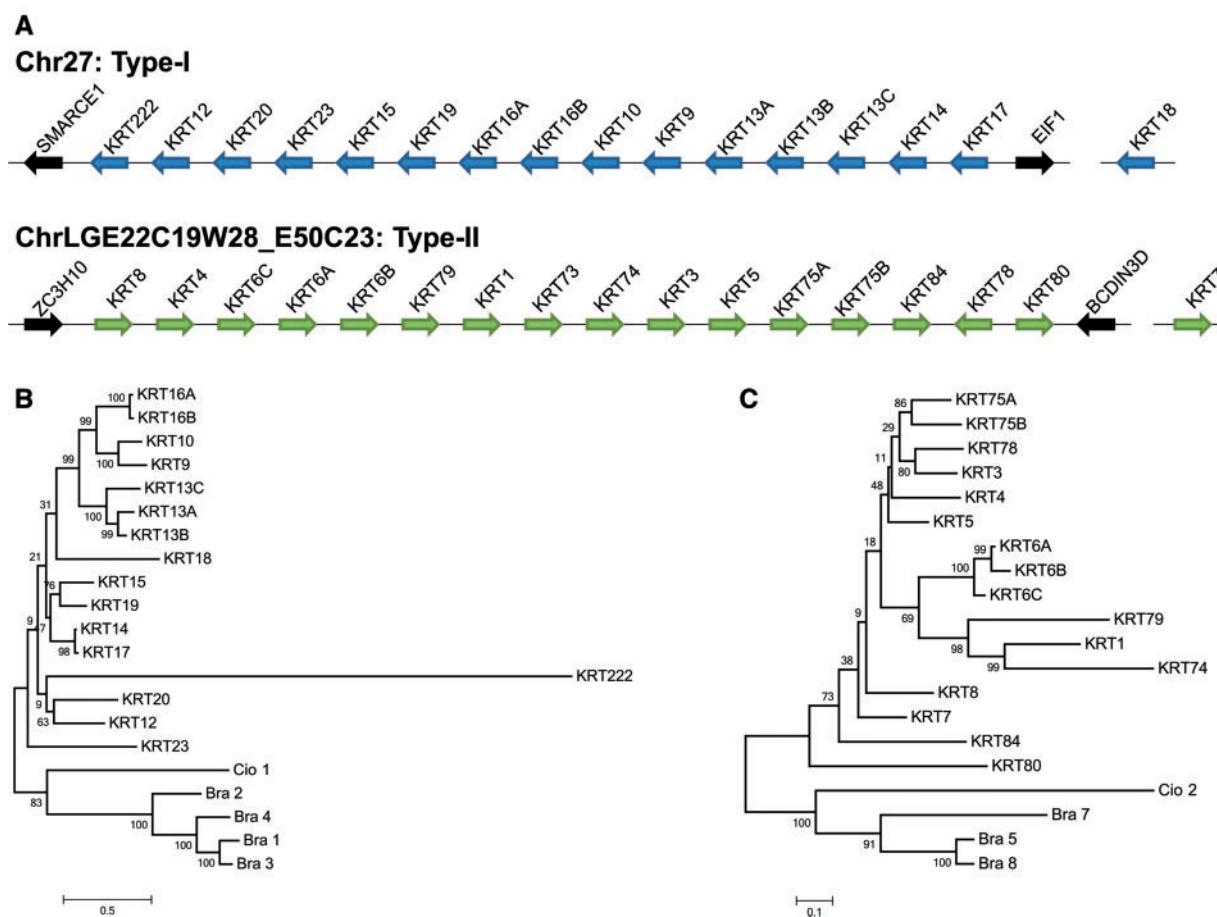 A
Chr27: Type-I
SMARCE1 KRT222 KRT12 KRT20 KRT23 KRT15 KRT19 KRT16A KRT16B KRT10 KRT9 KRT13A KRT13B KRT13C KRT14 KRT17 EIF1 KRT18
ChrLGE22C19W28_E50C23: Type-II
ZC3H10 KRT8 KRT4 KRT6C KRT6A KRT6B KRT79 KRT1 KRT73 KRT74 KRT3 KRT5 KRT75A KRT75B KRT84 KRT78 KRT80 BCDIN3D KRT7
B
100 KRT16A
KRT16B
99
KRT10
100 KRT9
99
KRT13C
100 KRT13A
99 KRT13B
31
KRT18
21
76 KRT15
KRT19
7
KRT14
98 KRT17
9
KRT222
9
KRT20
63 KRT12
KRT23
Cio 1
83
Bra 2
100
Bra 4
100
Bra 1
100 Bra 3
0.5
C
86 KRT75A
KRT75B
29
KRT78
80 KRT3
11
KRT4
48
KRT5
18
99 KRT6A
KRT6B
100
KRT6C
69
KRT79
98
KRT1
99 KRT74
9
KRT8
38
KRT7
73
KRT84
KRT80
Cio 2
100
Bra 7
91
Bra 5
100 Bra 8
0.1